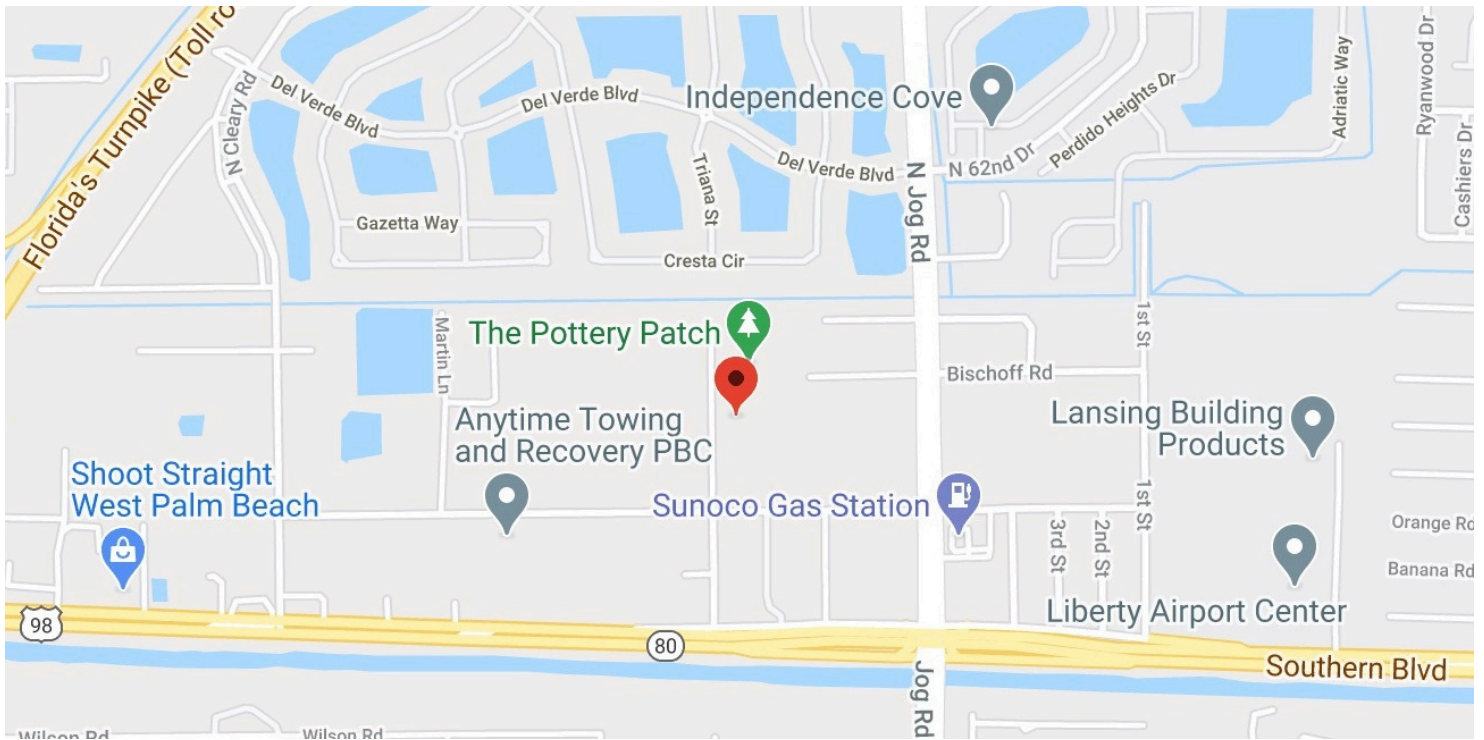 Florida's Turnpike (Toll ro
N Cleary Rd
Del Verde Blvd
Del Verde Blvd
Independence Cove
Perdido Heights Dr
Adriatic Way
Ryanwood Dr
Cashiers Dr
Triana St
Del Verde Blvd
N Jog Rd
N 62nd Dr
Gazetta Way
Cresta Cir
Martin Ln
The Pottery Patch
1st St
Bischoff Rd
Anytime Towing
and Recovery PBC
Lansing Building
Products
Shoot Straight
West Palm Beach
Sunoco Gas Station
1st St
3rd St
2nd St
Orange Rd
Banana Rd
Liberty Airport Center
98
80
Southern Blvd
Jog Rd
Wilson Rd
Wilson Rd